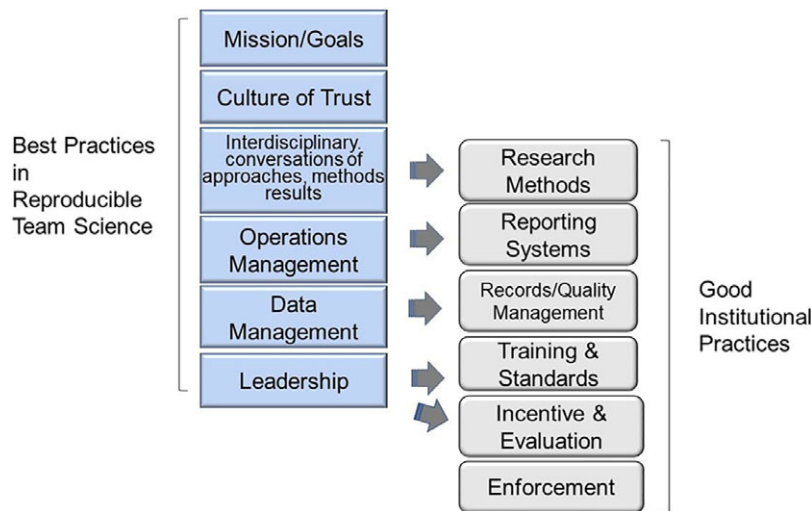 Best Practices
in
Reproducible
Team Science
Mission/Goals
Culture of Trust
Interdisciplinary.
conversations of
approaches, methods
results
Operations
Management
Data
Management
Leadership
Research
Methods
Reporting
Systems
Records/Quality
Management
Training &
Standards
Incentive &
Evaluation
Enforcement
Good
Institutional
Practices